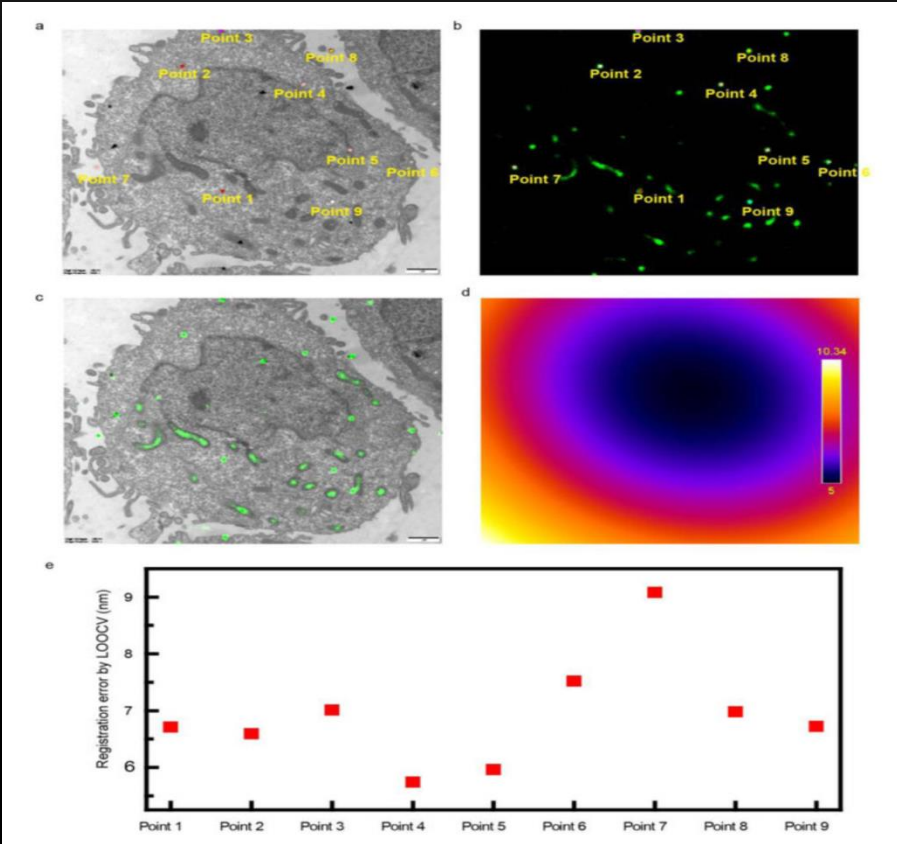 a
Point 3
Point 8
Point 2
Point 4
Point 5
Point 6
Point 7
Point 1
Point 9
b
Point 3
Point 8
Point 2
Point 4
Point 5
Point 6
Point 7
Point 1
Point 9
c
d
10.34
5
e
Registration error by LOOCV (nm)
9
8
7
6
Point 1 Point 2 Point 3 Point 4 Point 5 Point 6 Point 7 Point 8 Point 9